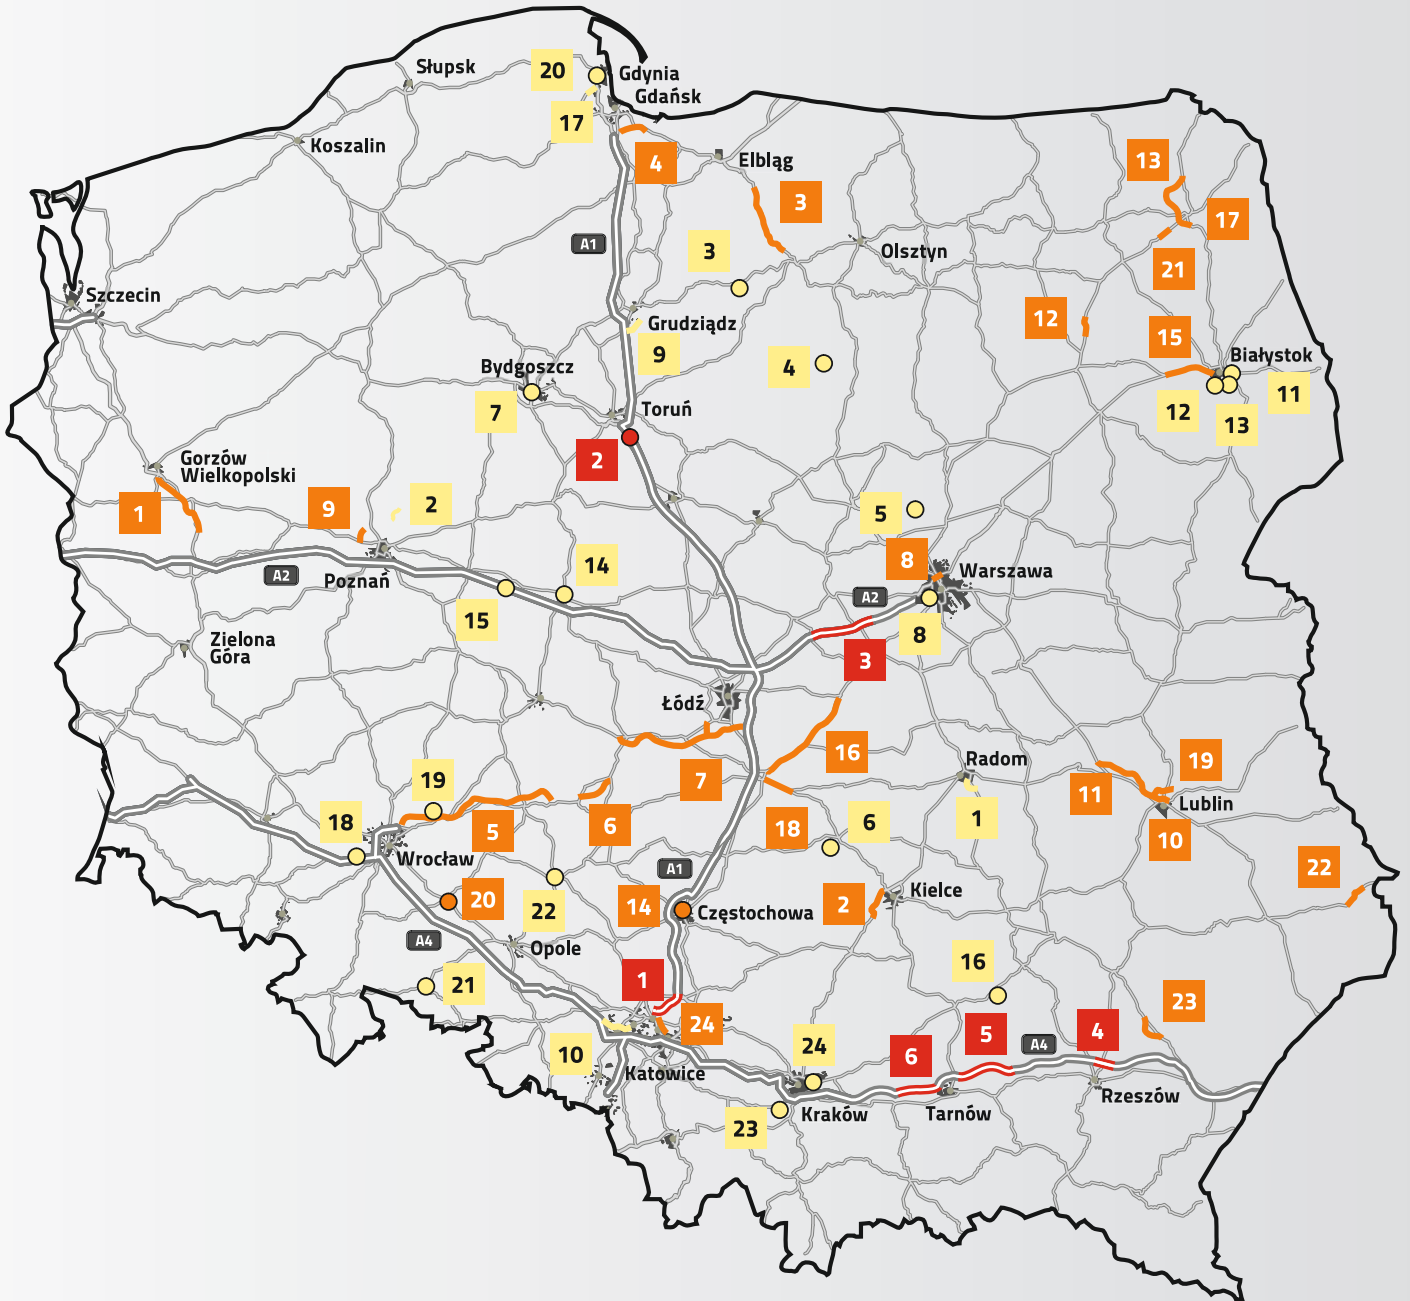 Słupsk
20
Gdynia
Gdańsk
17
Koszalin
4
Elbląg
13
3
17
A1
3
Olsztyn
21
Szczecin
12
Grudziądz
15
9
Białystok
Bydgoszcz
4
11
7
Toruń
12
13
2
Gorzów
Wielkopolski
1
9
2
5
8
Warszawa
14
A2
Poznań
A2
15
8
Zielona
Góra
3
Łódź
16
Radom
19
19
7
11
Lublin
18
5
6
18
6
1
10
Wrocław
22
Kielce
20
22
14
A1
Częstochowa
2
A4
Opole
16
21
1
23
24
5
4
10
24
6
A4
Katowice
Rzeszów
23
Kraków
Tarnów